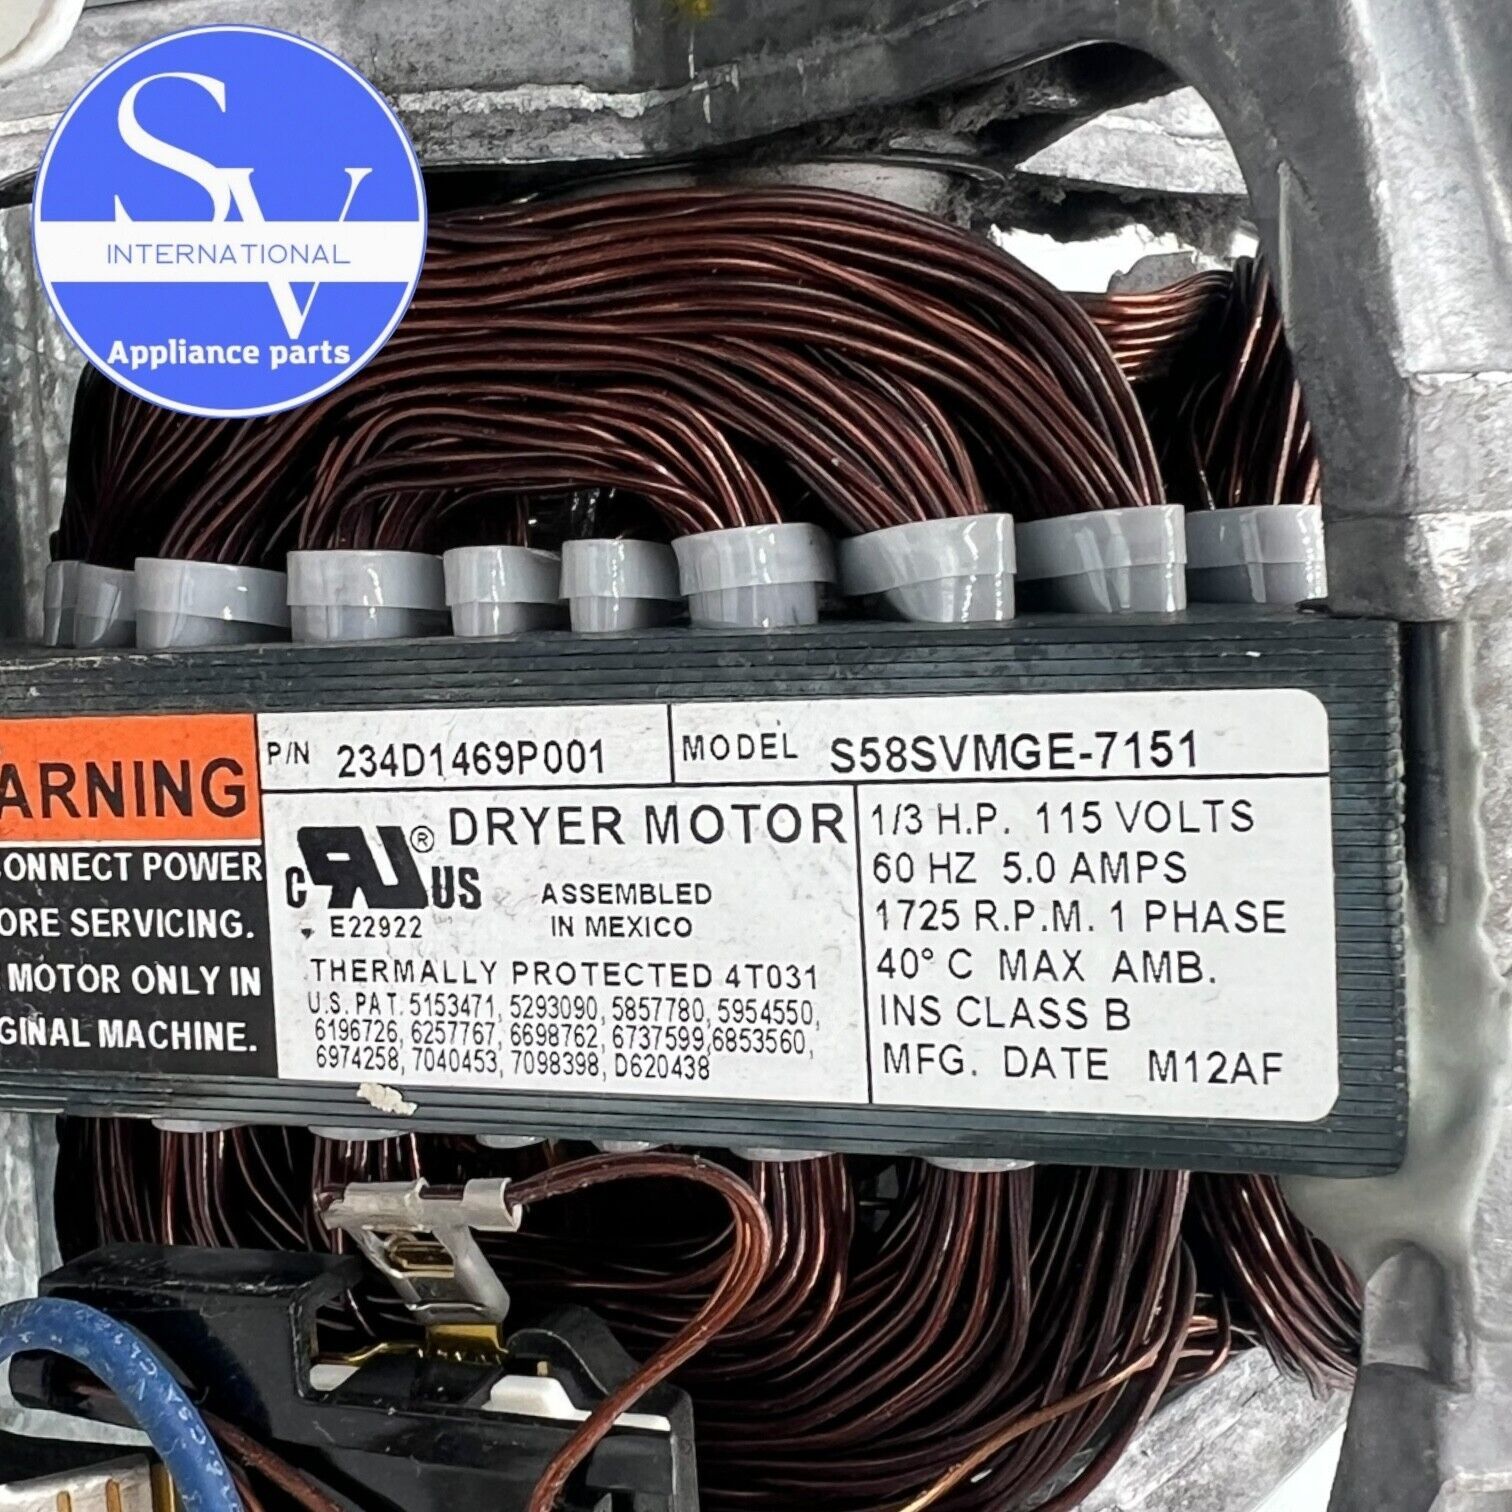 SV
INTERNATIONAL
Appliance parts
ARNING
ONNECT POWER
ORE SERVICING.
MOTOR ONLY IN
GINAL MACHINE.
P/N 234D1469P001
MODEL S58SVMGE-7151
DRYER MOTOR
c RU ® US
E22922
ASSEMBLED
IN MEXICO
THERMALLY PROTECTED 4T031
U.S. PAT: 5153471, 5293090, 5857780, 5954550,
6196726, 6257767, 6698762, 6737599, 6853560,
6974258, 7040453, 7098398, D620438
1/3 H.P. 115 VOLTS
60 HZ 5.0 AMPS
1725 R.P.M. 1 PHASE
40° C MAX AMB.
INS CLASS B
MFG. DATE M12AF